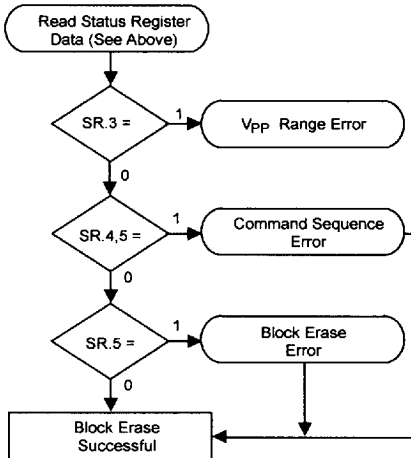 Read Status Register
Data (See Above)
SR.3 =
1
VPP Range Error
0
SR.4,5 =
1
Command Sequence
Error
0
SR.5 =
1
Block Erase
Error
0
Block Erase
Successful